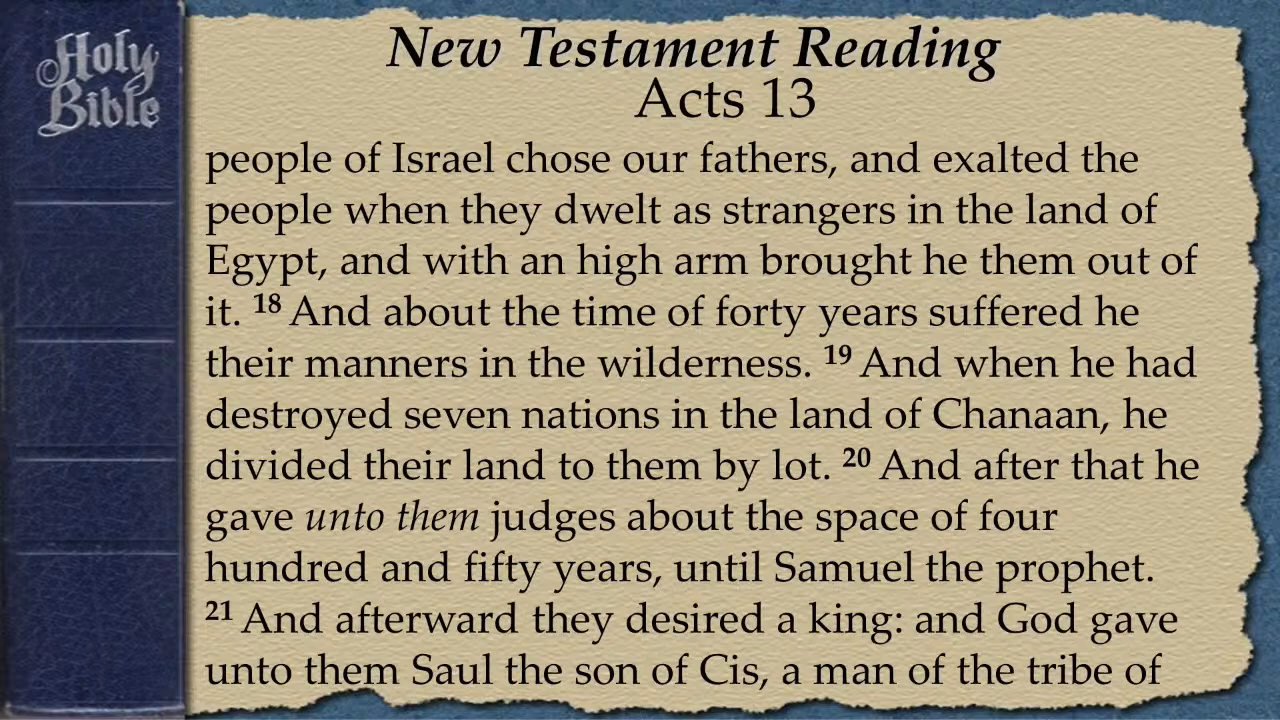 Holy
Bible
New Testament Reading
Acts 13
people of Israel chose our fathers, and exalted the
people when they dwelt as strangers in the land of
Egypt, and with an high arm brought he them out of
it. 18 And about the time of forty years suffered he
their manners in the wilderness. 19 And when he had
destroyed seven nations in the land of Chanaan, he
divided their land to them by lot. 20 And after that he
gave unto them judges about the space of four
hundred and fifty years, until Samuel the prophet.
21 And afterward they desired a king: and God gave
unto them Saul the son of Cis, a man of the tribe of